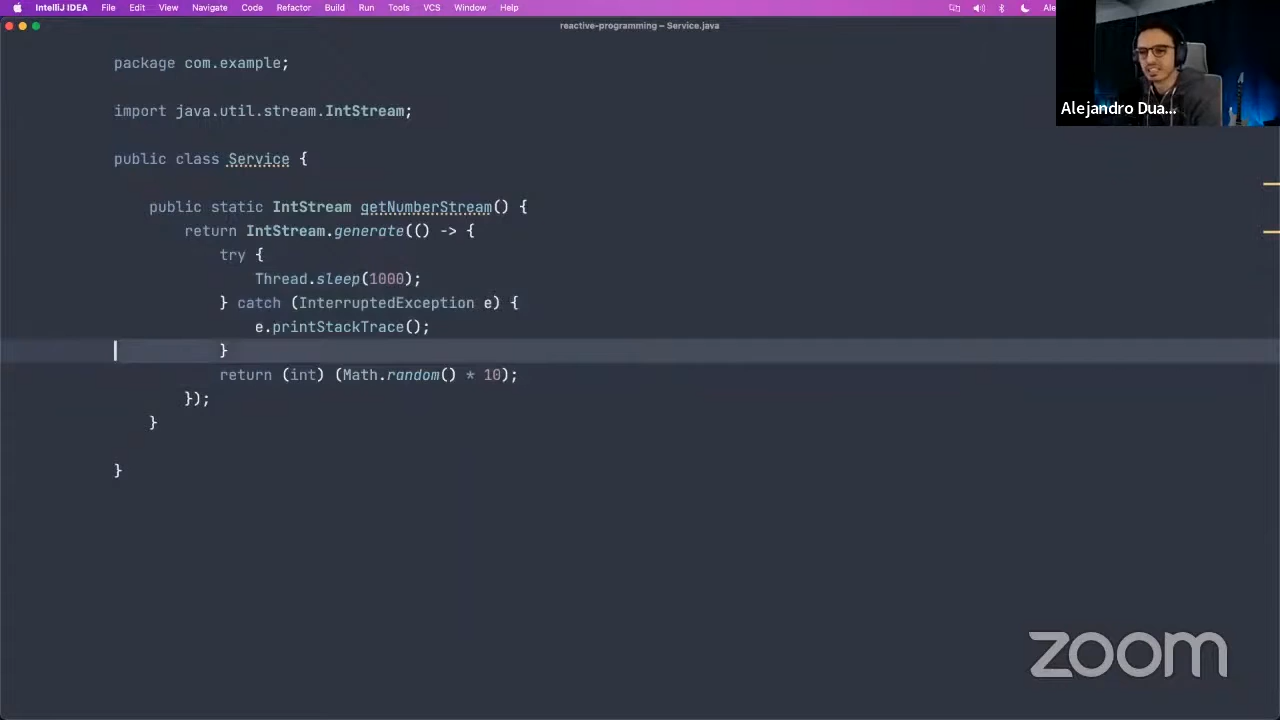 IntelliJ IDEA File Edit View Navigate Code Refactor Build Run Tools VCS Window Help Ale
reactive-programming – Service.java
Alejandro Dua...
package com.example;
import java.util.stream.IntStream;
public class Service {
public static IntStream getNumberStream() {
return IntStream.generate(() -> {
try {
Thread.sleep(1000);
} catch (InterruptedException e) {
e.printStackTrace();
}
return (int) (Math.random() * 10);
});
}
}
zoom